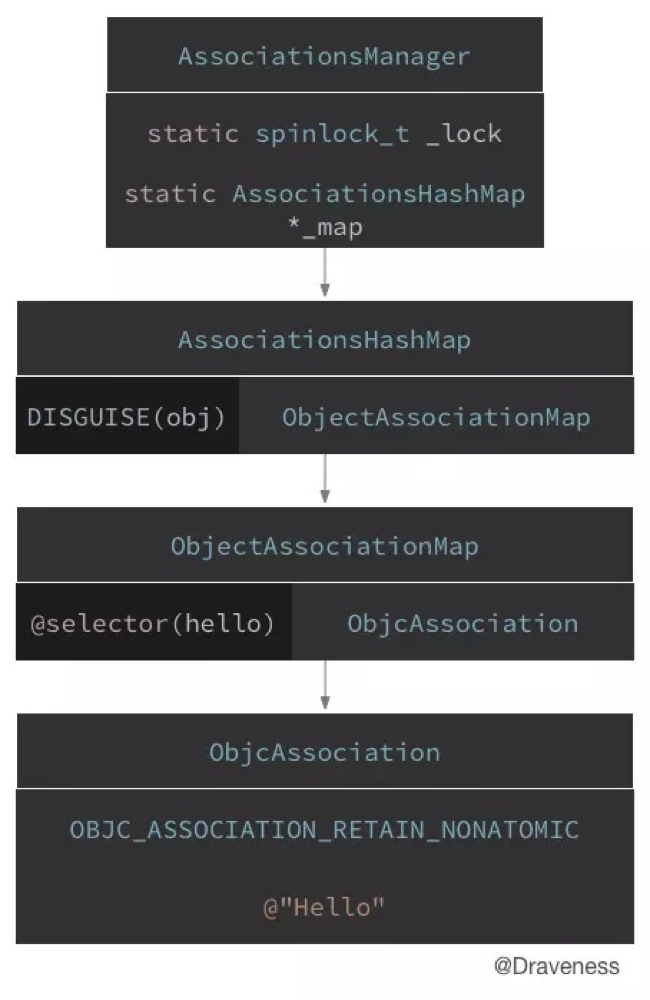 AssociationsManager
static spinlock_t _lock
static AssociationsHashMap
*_map
AssociationsHashMap
DISGUISE(obj) ObjectAssociationMap
ObjectAssociationMap
@selector(hello) ObjcAssociation
ObjcAssociation
OBJC_ASSOCIATION_RETAIN_NONATOMIC
@"Hello"
@Draveness